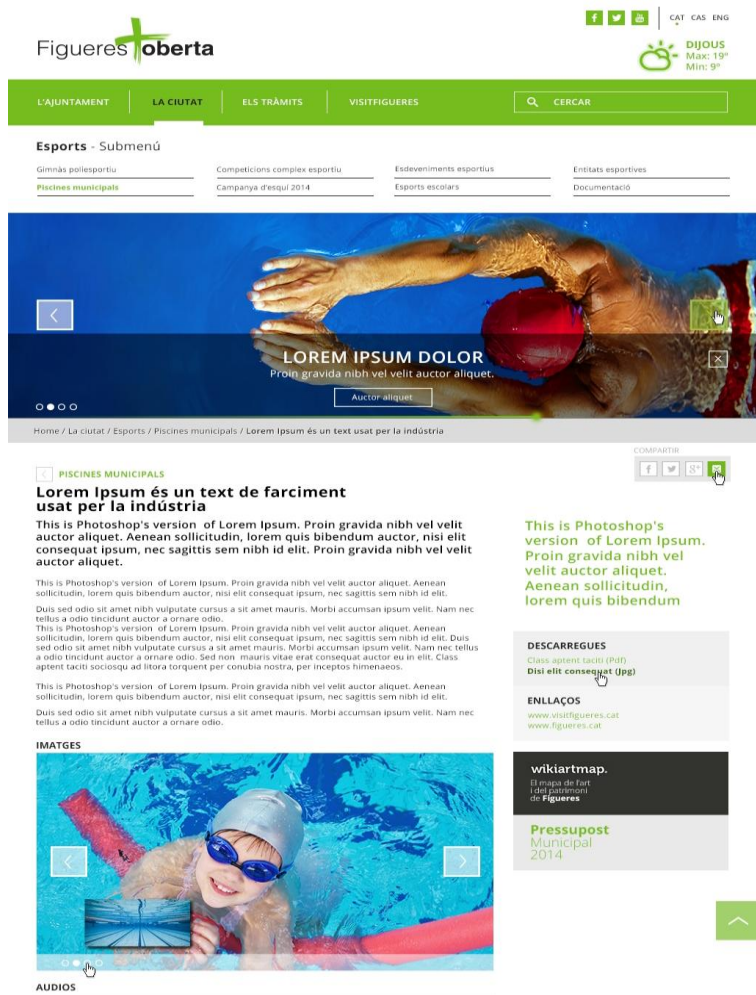 CAT CAS ENG
Figueres oberta
DIJOUS
Max: 19º
Min: 9º
L'AJUNTAMENT
LA CIUTAT
ELS TRÀMITS
VISITFIGUERES
CERCAR
Esports - Submenú
Gimnàs poliesportiu
Competicions complex esportiu
Esdeveniments esportius
Entitats esportives
Piscines municipals
Campanya d'esquí 2014
Esports escolars
Documentació
LOREM IPSUM DOLOR
Proin gravida nibh vel velit auctor aliquet.
Auctor aliquet
Home / La ciutat / Esports / Piscines municipals / Lorem Ipsum és un text usat per la indústria
COMPARTIR
PISCINES MUNICIPALS
Lorem Ipsum és un text de farciment
usat per la indústria
This is Photoshop's version of Lorem Ipsum. Proin gravida nibh vel velit
auctor aliquet. Aenean sollicitudin, lorem quis bibendum auctor, nisi elit
consequat ipsum, nec sagittis sem nibh id elit. Proin gravida nibh vel velit
auctor aliquet.
This is Photoshop's version of Lorem Ipsum. Proin gravida nibh vel velit auctor aliquet. Aenean
sollicitudin, lorem quis bibendum auctor, nisi elit consequat ipsum, nec sagittis sem nibh id elit.
Duis sed odio sit amet nibh vulputate cursus a sit amet mauris. Morbi accumsan ipsum velit. Nam nec
tellus a odio tincidunt auctor a ornare odio.
This is Photoshop's version of Lorem Ipsum. Proin gravida nibh vel velit auctor aliquet. Aenean
sollicitudin, lorem quis bibendum auctor, nisi elit consequat ipsum, nec sagittis sem nibh id elit. Duis
sed odio sit amet nibh vulputate cursus a sit amet mauris. Morbi accumsan ipsum velit. Nam nec tellus
a odio tincidunt auctor a ornare odio. Sed non mauris vitae erat consequat auctor eu in elit. Class
aptent taciti sociosqu ad litora torquent per conubia nostra, per inceptos himenaeos.
This is Photoshop's version of Lorem Ipsum. Proin gravida nibh vel velit auctor aliquet. Aenean
sollicitudin, lorem quis bibendum auctor, nisi elit consequat ipsum, nec sagittis sem nibh id elit.
Duis sed odio sit amet nibh vulputate cursus a sit amet mauris. Morbi accumsan ipsum velit. Nam nec
tellus a odio tincidunt auctor a ornare odio.
IMATGES
AUDIOS
This is Photoshop's
version of Lorem Ipsum.
Proin gravida nibh vel
velit auctor aliquet.
Aenean sollicitudin,
lorem quis bibendum
DESCARREGUES
Class aptent taciti (Pdf)
Disi elit consequat (Jpg)
ENLLAÇOS
www.visitfigueres.cat
www.figueres.cat
wikiartmap.
El mapa de l'art
i del patrimoni
de Figueres
Pressupost
Municipal
2014